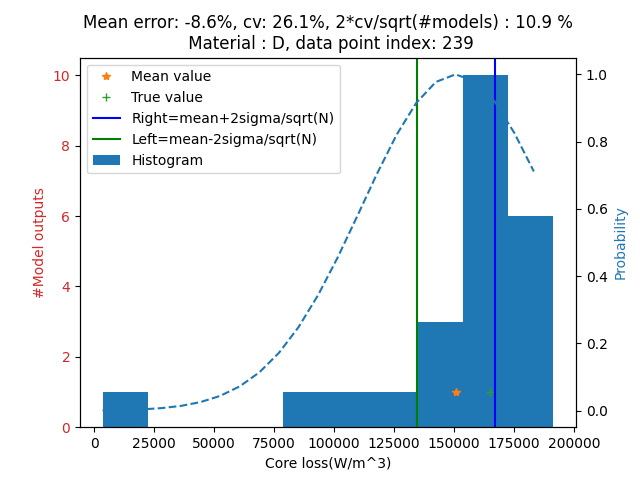 Mean error: -8.6%, cv: 26.1%, 2*cv/sqrt(#models) : 10.9 %
Material : D, data point index: 239
Mean value
True value
Right=mean+2sigma/sqrt(N)
Left=mean-2sigma/sqrt(N)
Histogram
10
8
6
4
2
0
#Model outputs
1.0
0.8
0.6
0.4
0.2
0.0
Probability
0 25000 50000 75000 100000 125000 150000 175000 200000
Core loss(W/m^3)